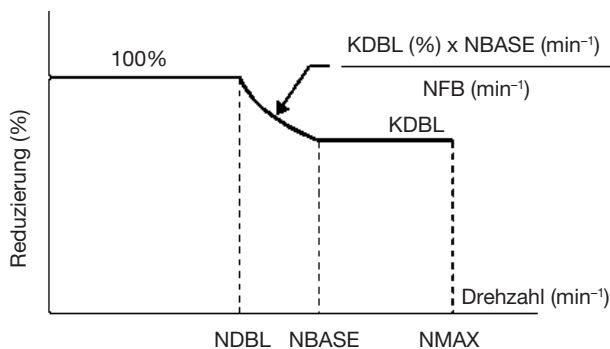 KDBL (%) x NBASE (min⁻¹)
NFB (min⁻¹)
100%
KDBL
Reduzierung (%)
Drehzahl (min⁻¹)
NDBL NBASE NMAX